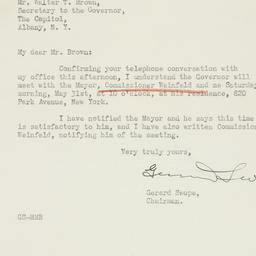 Mr. Walter T. Brown,
Secretary to the Governor,
The Capitol,
Albany, N. Y.
My dear Mr. Brown:
Confirming your telephone conversation with
my office this afternoon, I understand the Governor will
meet with the Mayor, Commissioner Weinfeld and me Saturday
morning, May 31st, at 10 o'clock, at his residence, 820
Park Avenue, New York.
I have notified the Mayor and he says this time
is satisfactory to him, and I have also written Commissio
Weinfeld, notifying him of the meeting.
Very truly yours,
Gerard Swope,
Chairman.
GS-MMB